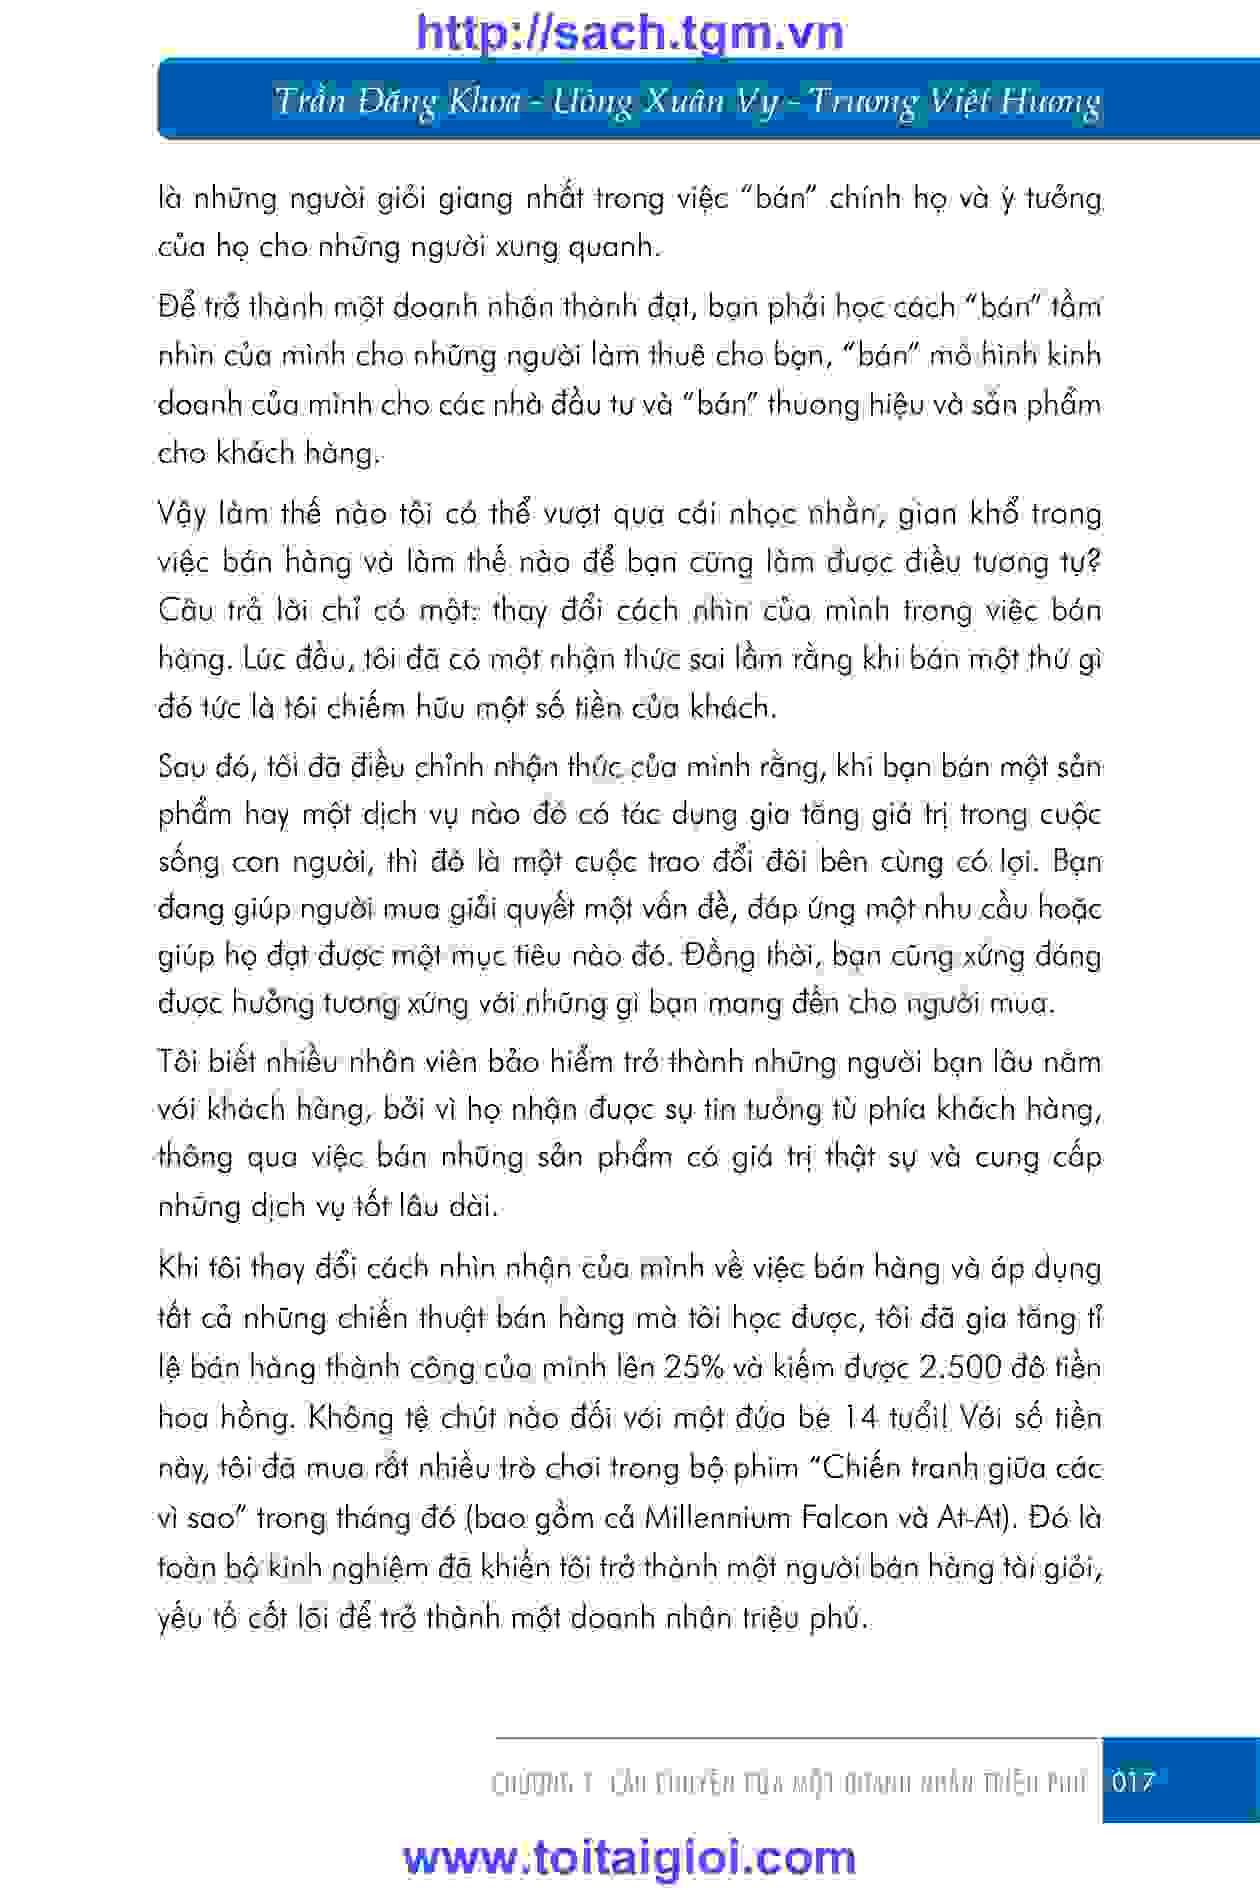 http://sach.tgm.vn
Trần Đăng Khoa - Uông Xuân Vy - Trương Việt Hương
là những người giỏi giang nhất trong việc “bán” chính họ và ý tưởng
của họ cho những người xung quanh.
Để trở thành một doanh nhân thành đạt, bạn phải học cách “bán” tầm
nhìn của mình cho những người làm thuê cho bạn, “bán” mô hình kinh
doanh của mình cho các nhà đầu tư và “bán” thương hiệu và sản phẩm
cho khách hàng.
Vậy làm thế nào tôi có thể vượt qua cái nhọc nhằn, gian khổ trong
việc bán hàng và làm thế nào để bạn cũng làm được điều tương tự?
Câu trả lời chỉ có một: thay đổi cách nhìn của mình trong việc bán
hàng. Lúc đầu, tôi đã có một nhận thức sai lầm rằng khi bán một thứ gì
đó tức là tôi chiếm hữu một số tiền của khách.
Sau đó, tôi đã điều chỉnh nhận thức của mình rằng, khi bạn bán một sản
phẩm hay một dịch vụ nào đó có tác dụng gia tăng giá trị trong cuộc
sống con người, thì đó là một cuộc trao đổi đôi bên cùng có lợi. Bạn
đang giúp người mua giải quyết một vấn đề, đáp ứng một nhu cầu hoặc
giúp họ đạt được một mục tiêu nào đó. Đồng thời, bạn cũng xứng đáng
được hưởng tương xứng với những gì bạn mang đến cho người mua.
Tôi biết nhiều nhân viên bảo hiểm trở thành những người bạn lâu năm
với khách hàng, bởi vì họ nhận được sự tin tưởng từ phía khách hàng,
thông qua việc bán những sản phẩm có giá trị thật sự và cung cấp
những dịch vụ tốt lâu dài.
Khi tôi thay đổi cách nhìn nhận của mình về việc bán hàng và áp dụng
tất cả những chiến thuật bán hàng mà tôi học được, tôi đã gia tăng tỉ
lệ bán hàng thành công của mình lên 25% và kiếm được 2.500 đô tiền
hoa hồng. Không tệ chút nào đối với một đứa bé 14 tuổi! Với số tiền
này, tôi đã mua rất nhiều trò chơi trong bộ phim “Chiến tranh giữa các
vì sao” trong tháng đó (bao gồm cả Millennium Falcon và At-At). Đó là
toàn bộ kinh nghiệm đã khiến tôi trở thành một người bán hàng tài giỏi,
yếu tố cốt lõi để trở thành một doanh nhân triệu phú.
CHƯƠNG 1 CÂU CHUYỆN CỦA MỘT DOANH NHÂN TRIỆU PHÚ 017
www.toitaigioi.com